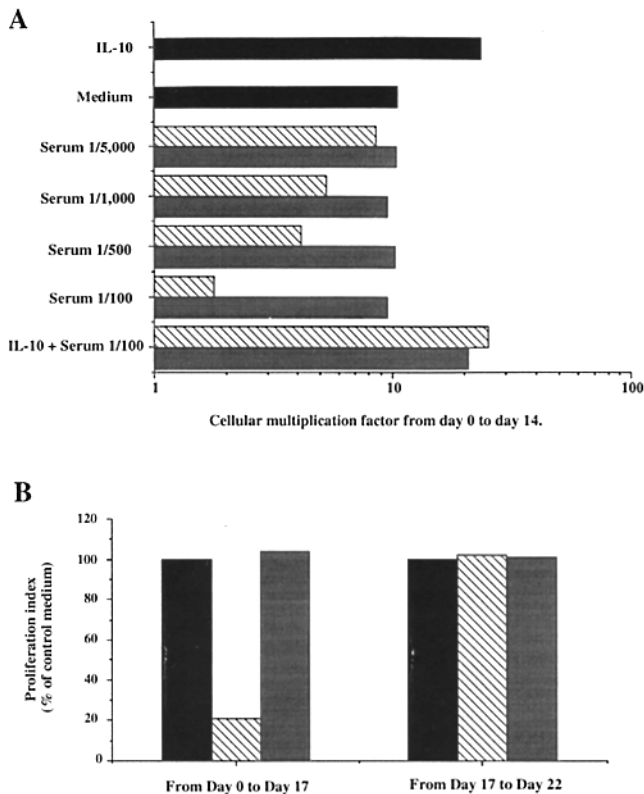 A
IL-10
Medium
Serum 1/5,000
Serum 1/1,000
Serum 1/500
Serum 1/100
IL-10 + Serum 1/100
1
10
100
Cellular multiplication factor from day 0 to day 14.
B
Proliferation index
( % of control medium)
120
100
80
60
40
20
0
From Day 0 to Day 17
From Day 17 to Day 22